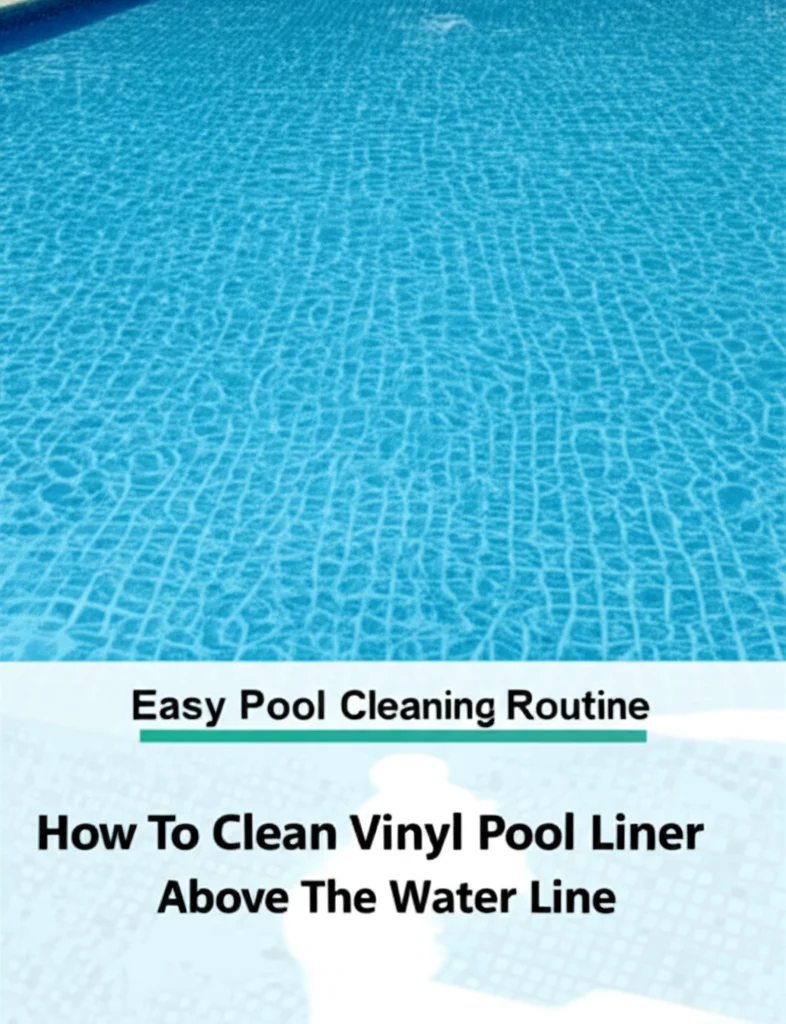 Easy Pool Cleaning Routine
How To Clean Vinyl Pool Liner
Above The Water Line